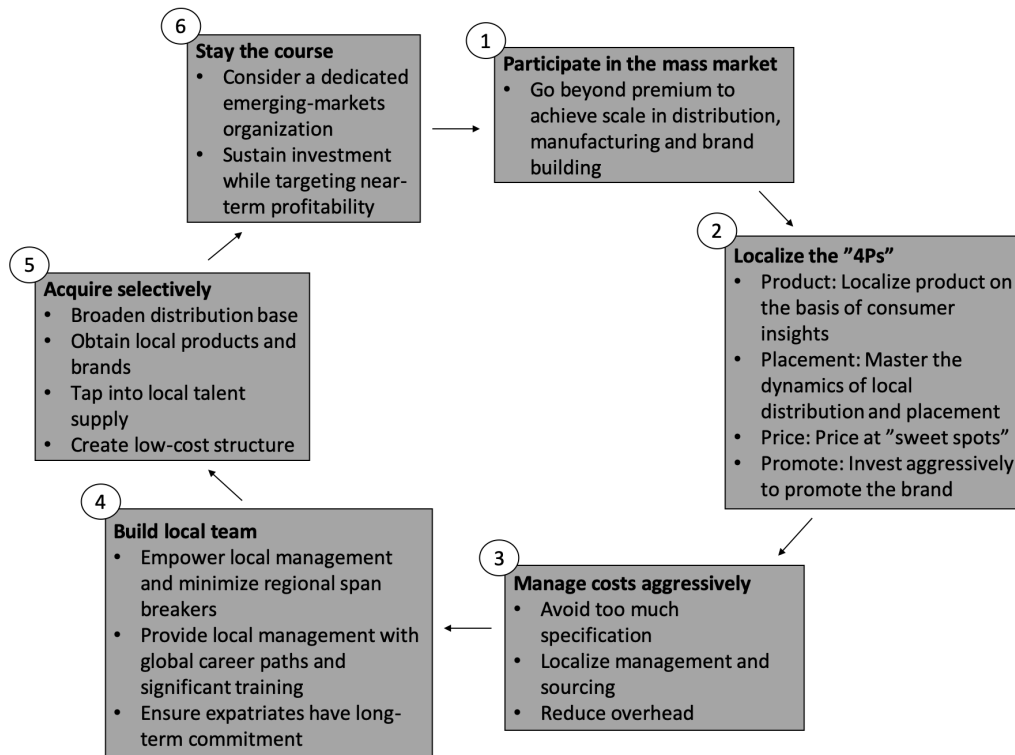 6
Stay the course
• Consider a dedicated
emerging-markets
organization
• Sustain investment
while targeting near-
term profitability
1
Participate in the mass market
• Go beyond premium to
achieve scale in distribution,
manufacturing and brand
building
2
Localize the ”4Ps”
• Product: Localize product on
the basis of consumer
insights
• Placement: Master the
dynamics of local
distribution and placement
• Price: Price at ”sweet spots”
• Promote: Invest aggressively
to promote the brand
3
Manage costs aggressively
• Avoid too much
specification
• Localize management and
sourcing
• Reduce overhead
4
Build local team
• Empower local management
and minimize regional span
breakers
• Provide local management with
global career paths and
significant training
• Ensure expatriates have long-
term commitment
5
Acquire selectively
• Broaden distribution base
• Obtain local products and
brands
• Tap into local talent
supply
• Create low-cost structure